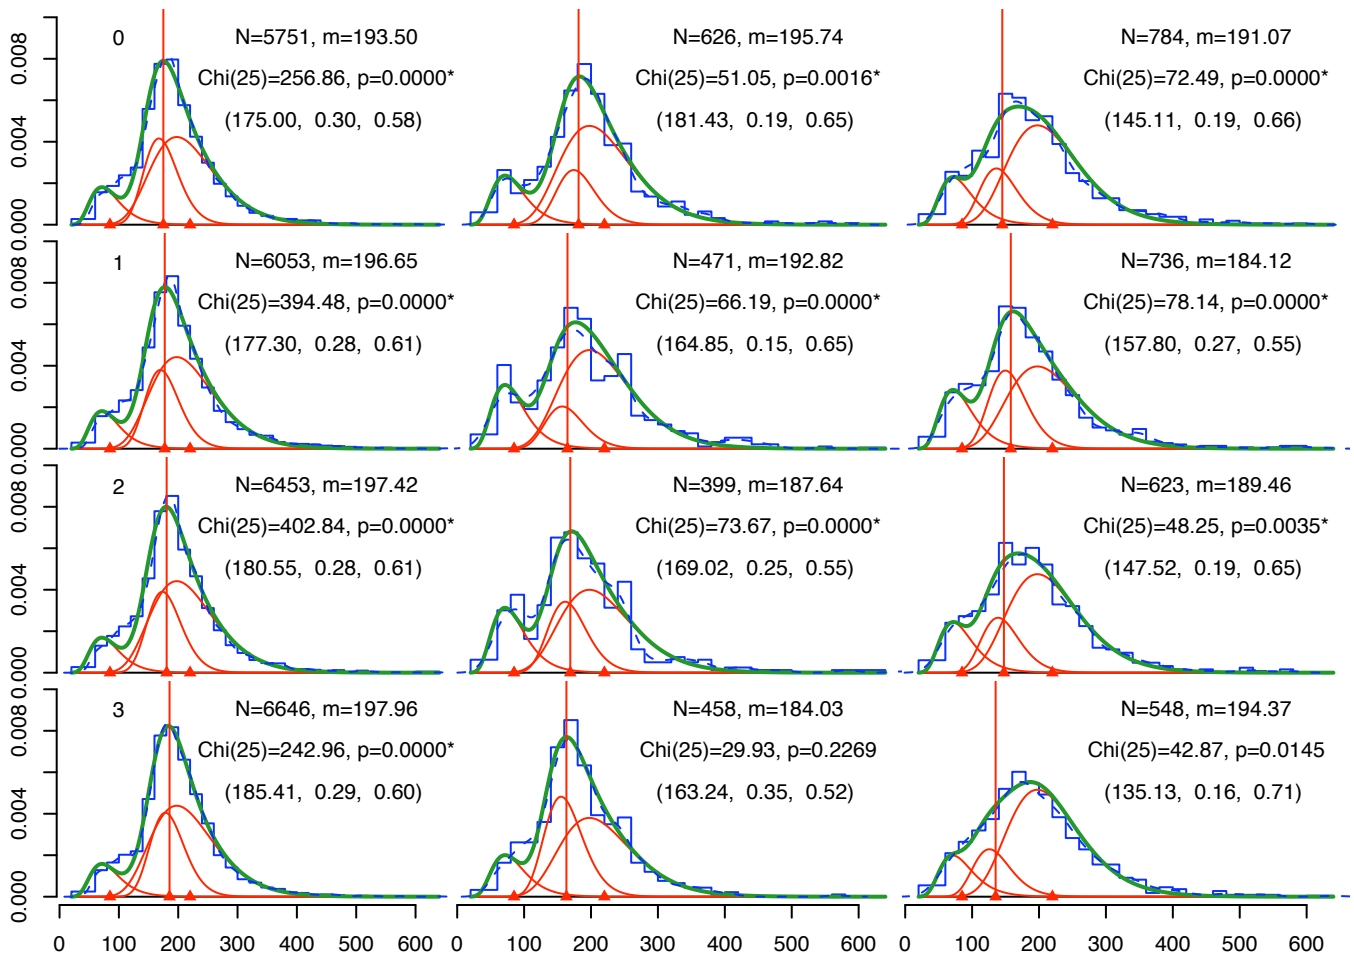 0
N=5751, m=193.50
Chi(25)=256.86, p=0.0000*
(175.00, 0.30, 0.58)
N=626, m=195.74
Chi(25)=51.05, p=0.0016*
(181.43, 0.19, 0.65)
N=784, m=191.07
Chi(25)=72.49, p=0.0000*
(145.11, 0.19, 0.66)
0.008
0.004
0.000
1
N=6053, m=196.65
Chi(25)=394.48, p=0.0000*
(177.30, 0.28, 0.61)
N=471, m=192.82
Chi(25)=66.19, p=0.0000*
(164.85, 0.15, 0.65)
N=736, m=184.12
Chi(25)=78.14, p=0.0000*
(157.80, 0.27, 0.55)
0.008
0.004
0.000
2
N=6453, m=197.42
Chi(25)=402.84, p=0.0000*
(180.55, 0.28, 0.61)
N=399, m=187.64
Chi(25)=73.67, p=0.0000*
(169.02, 0.25, 0.55)
N=623, m=189.46
Chi(25)=48.25, p=0.0035*
(147.52, 0.19, 0.65)
0.008
0.004
0.000
3
N=6646, m=197.96
Chi(25)=242.96, p=0.0000*
(185.41, 0.29, 0.60)
N=458, m=184.03
Chi(25)=29.93, p=0.2269
(163.24, 0.35, 0.52)
N=548, m=194.37
Chi(25)=42.87, p=0.0145
(135.13, 0.16, 0.71)
0.008
0.004
0.000
0 100 200 300 400 500 600
0 100 200 300 400 500 600
0 100 200 300 400 500 600